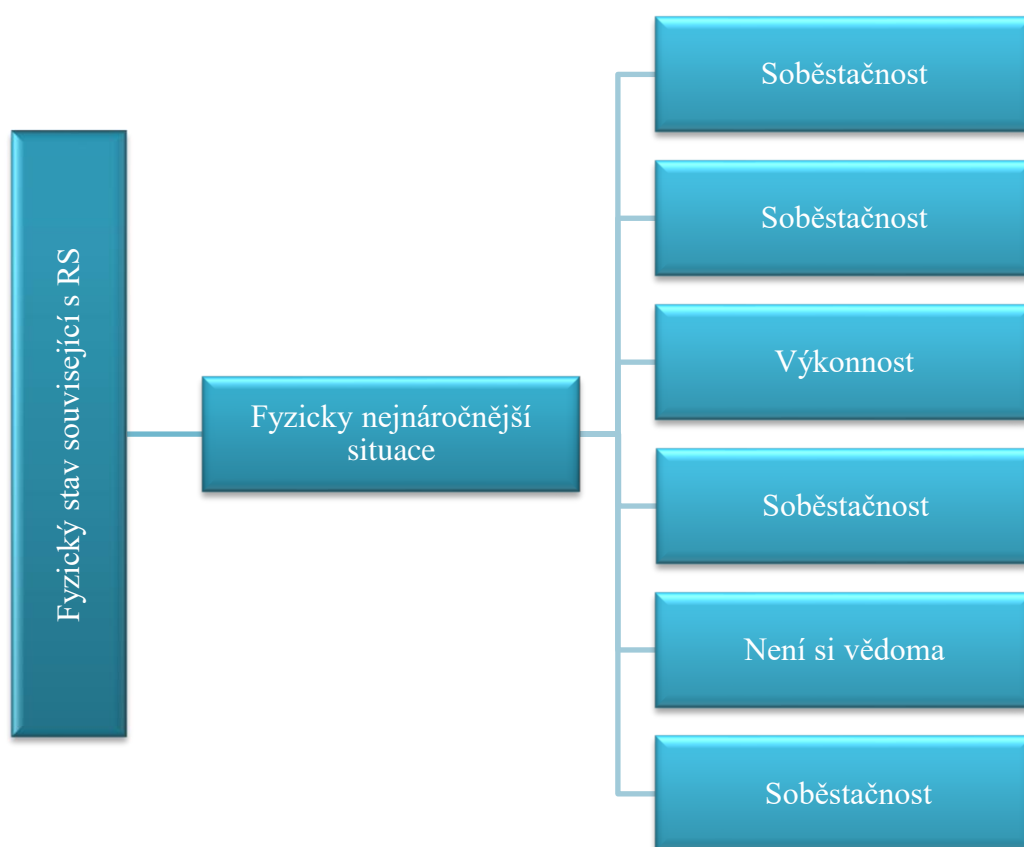 Fyzický stav související s RS
Fyzicky nejnáročnější
situace
Soběstačnost
Soběstačnost
Výkonnost
Soběstačnost
Není si vědoma
Soběstačnost